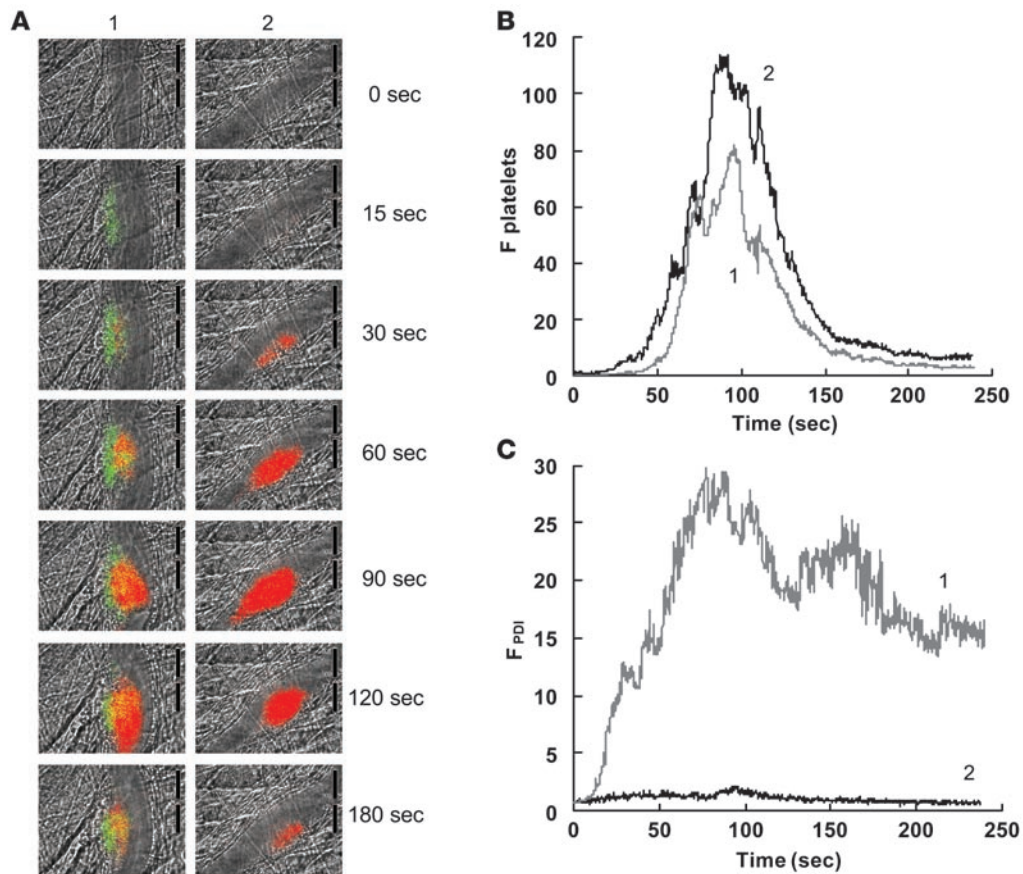 A
1 2
0 sec
15 sec
30 sec
60 sec
90 sec
120 sec
180 sec
B
120
100
80
60
40
20
0
F platelets
2
1
0 50 100 150 200 250
Time (sec)
C
30
25
20
15
10
5
0
F PDI
1
2
0 50 100 150 200 250
Time (sec)